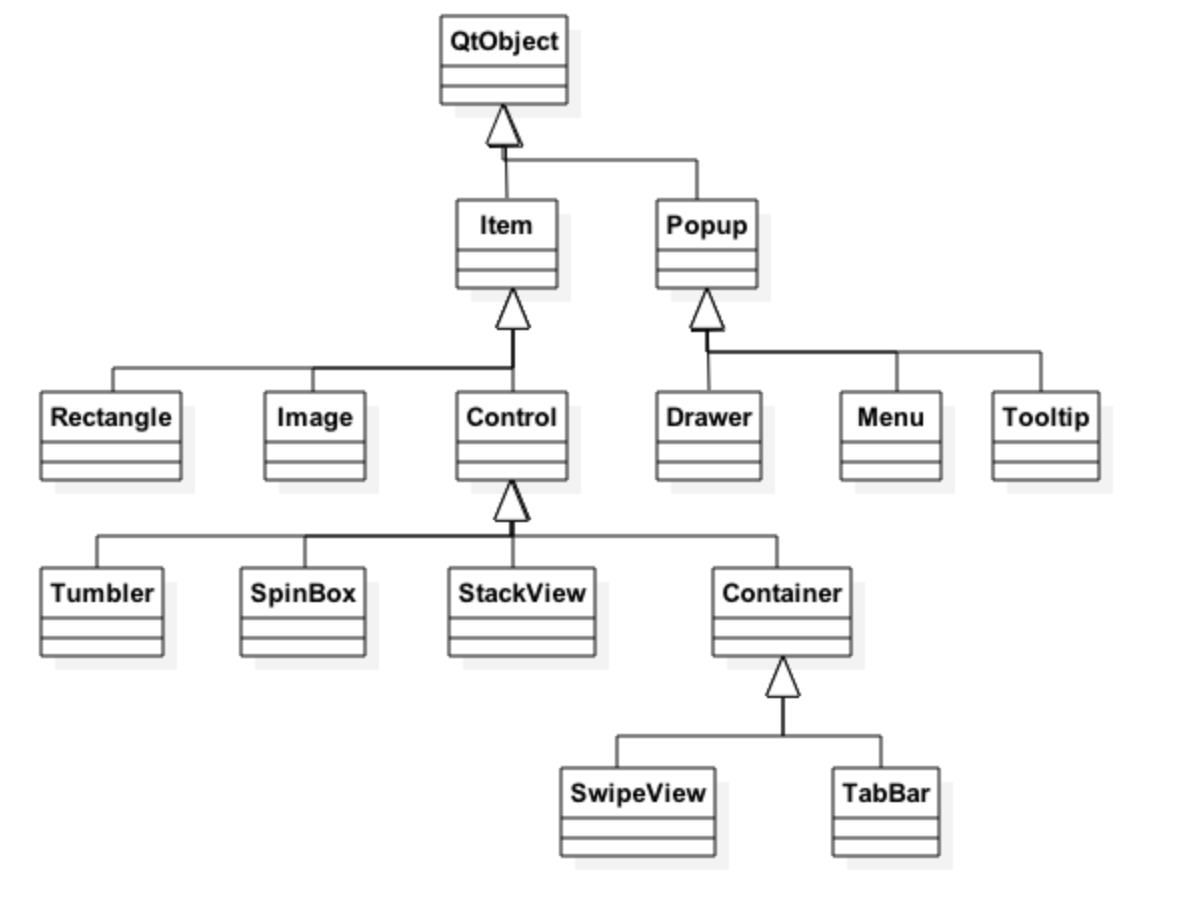 QtObject
Item
Popup
Rectangle
Image
Control
Drawer
Menu
Tooltip
Tumbler
SpinBox
StackView
Container
SwipeView
TabBar